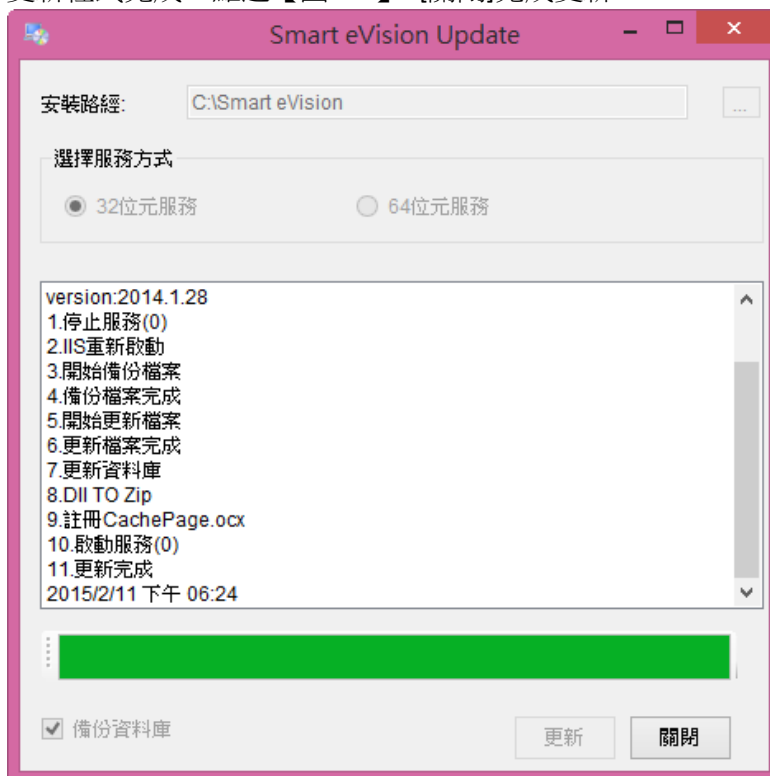 Smart eVision Update
安裝路經:
C:\Smart eVision
...
選擇服務方式
32位元服務
64位元服務
version:2014.1.28
1.停止服務(0)
2.IIS重新啟動
3.開始備份檔案
4.備份檔案完成
5.開始更新檔案
6.更新檔案完成
7.更新資料庫
8.Dll TO Zip
9.註冊CachePage.ocx
10.啟動服務(0)
11.更新完成
2015/2/11 下午 06:24
備份資料庫
更新
關閉